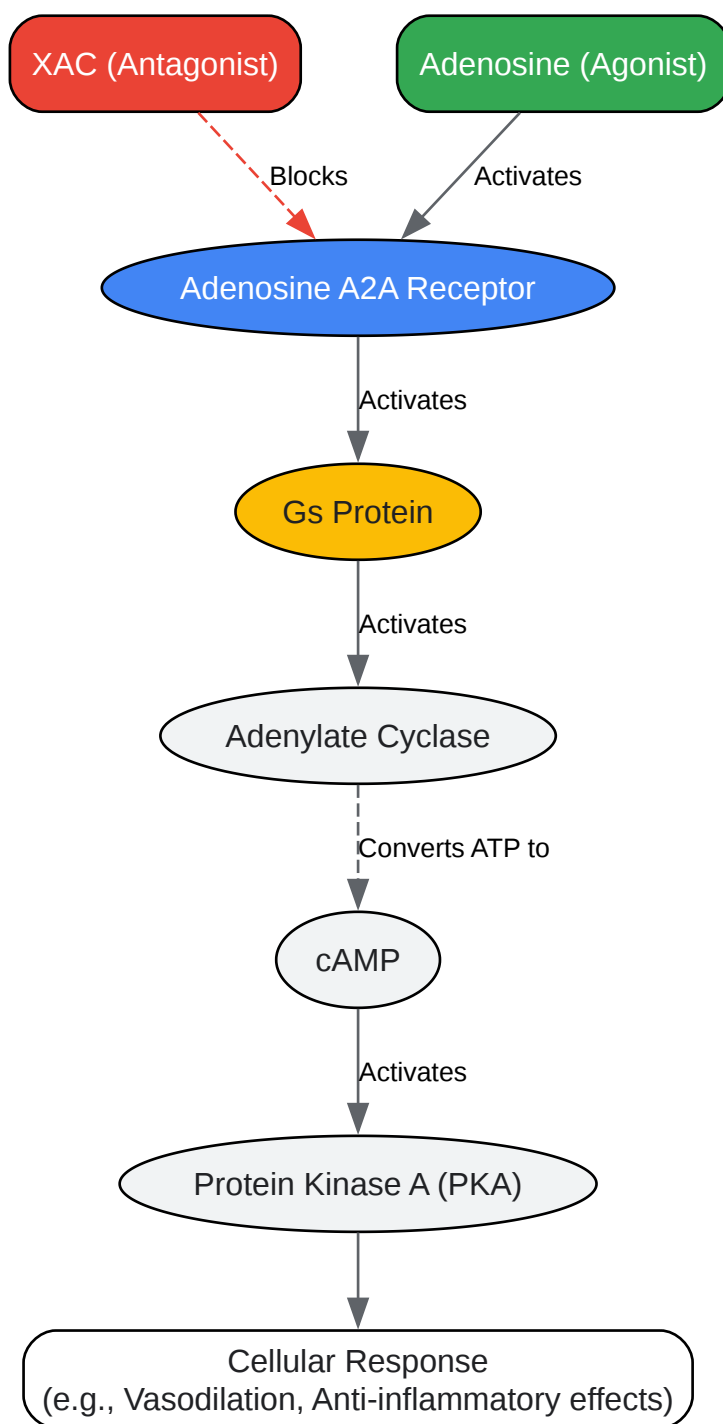 XAC (Antagonist)
Adenosine (Agonist)
Blocks
Activates
Adenosine A2A Receptor
Activates
Gs Protein
Activates
Adenylate Cyclase
Converts ATP to
cAMP
Activates
Protein Kinase A (PKA)
Cellular Response
(e.g., Vasodilation, Anti-inflammatory effects)